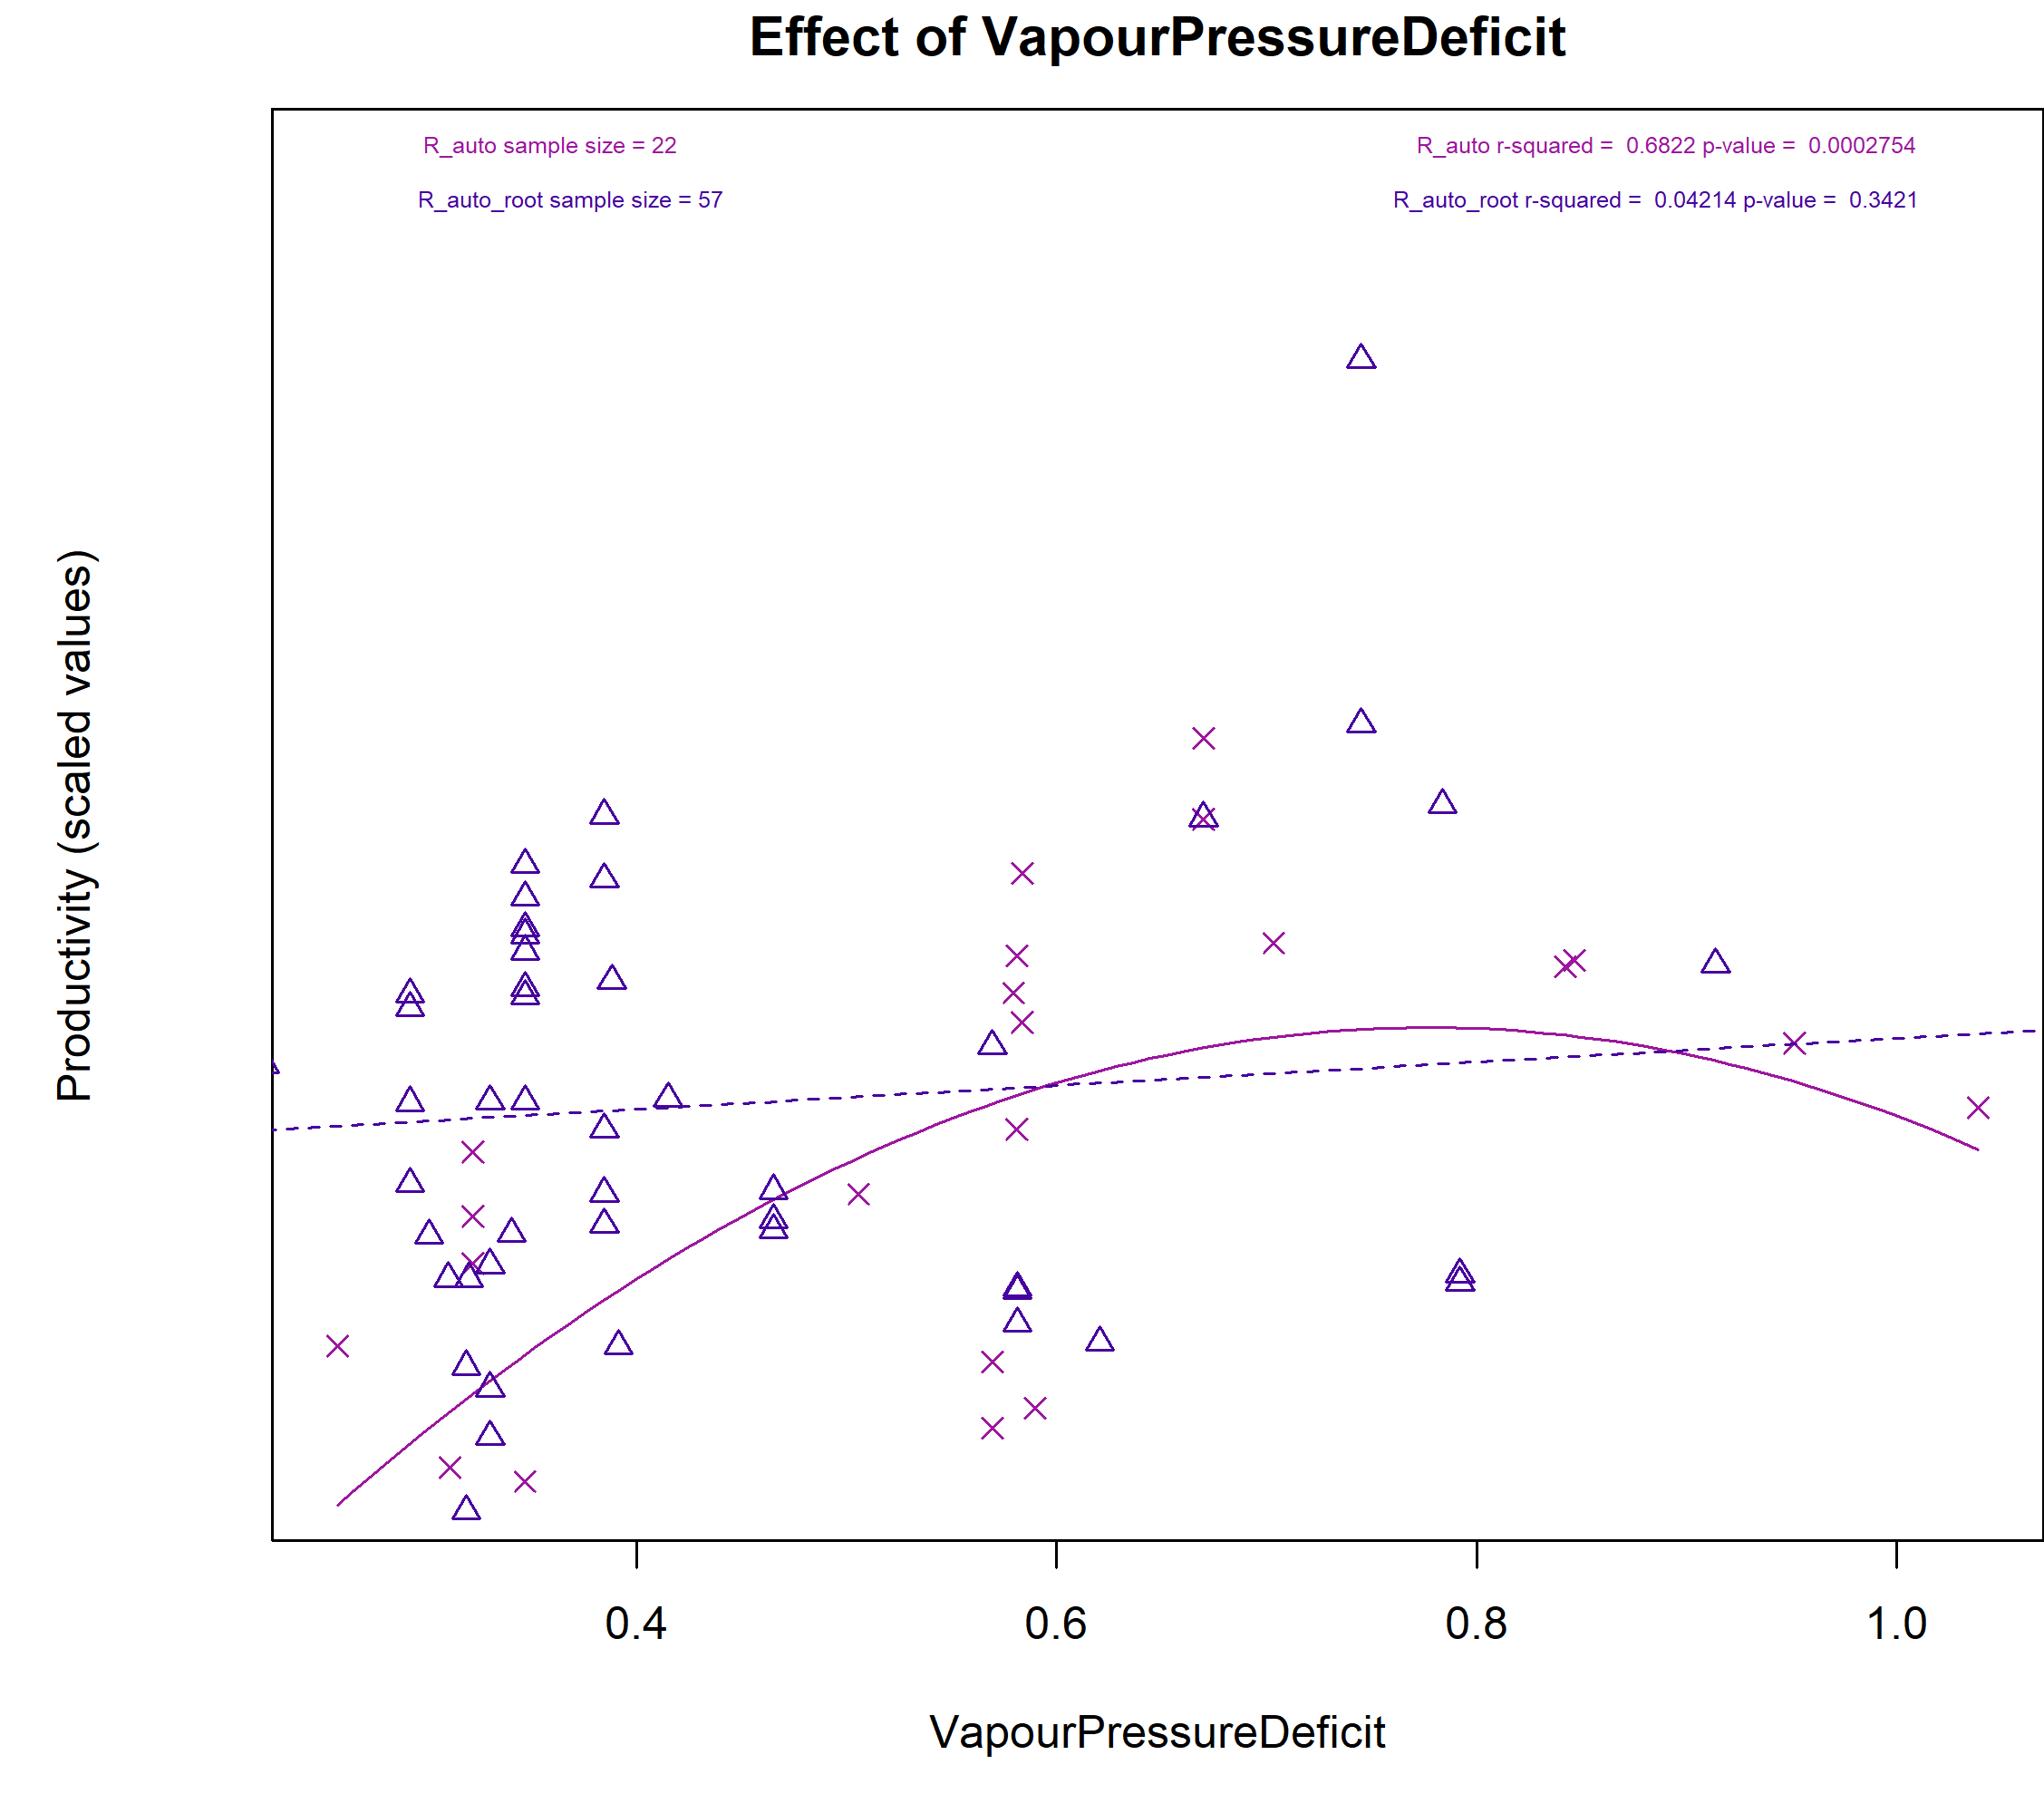 Effect of VapourPressureDeficit
R_auto sample size = 22
R_auto r-squared =  0.6822 p-value =  0.0002754
R_auto_root sample size = 57
R_auto_root r-squared =  0.04214 p-value =  0.3421
Productivity (scaled values)
0.4
0.6
0.8
1.0
VapourPressureDeficit